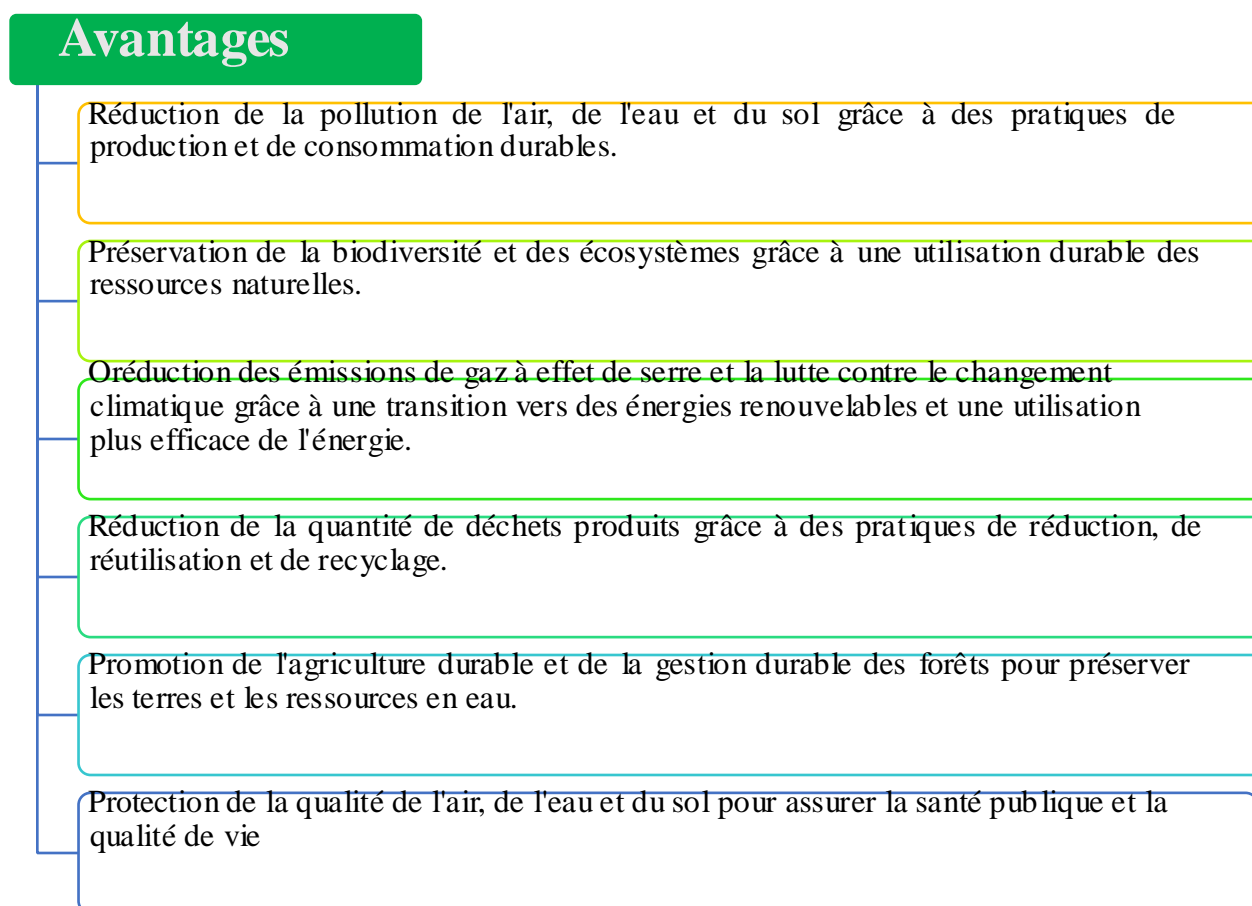 Avantages
Réduction de la pollution de l'air, de l'eau et du sol grâce à des pratiques de
production et de consommation durables.
Préservation de la biodiversité et des écosystèmes grâce à une utilisation durable des
ressources naturelles.
Oréduction des émissions de gaz à effet de serre et la lutte contre le changement
climatique grâce à une transition vers des énergies renouvelables et une utilisation
plus efficace de l'énergie.
Réduction de la quantité de déchets produits grâce à des pratiques de réduction, de
réutilisation et de recyclage.
Promotion de l'agriculture durable et de la gestion durable des forêts pour préserver
les terres et les ressources en eau.
Protection de la qualité de l'air, de l'eau et du sol pour assurer la santé publique et la
qualité de vie